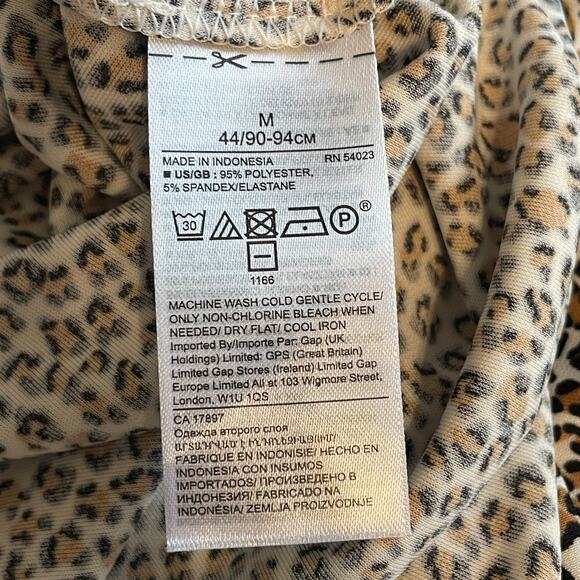 M
44/90-94CM
MADE IN INDONESIA RN 54023
■ US/GB : 95% POLYESTER,
5% SPANDEX/ELASTANE
30 P ®
1166
MACHINE WASH COLD GENTLE CYCLE/
ONLY NON-CHLORINE BLEACH WHEN
NEEDED/ DRY FLAT/ COOL IRON
Imported By/Importe Par: Gap (UK
Holdings) Limited: GPS (Great Britain)
Limited Gap Stores (Ireland) Limited Gap
Europe Limited All at 103 Wigmore Street,
London, W1U 1QS
CA 17897
Одежда второго слоя
FABRIQUE EN INDONISIE/ HECHO EN
INDONESIA CON INSUMOS
IMPORTADOS/ ПРОИЗВЕДЕНО В
ИНДОНЕЗИЯ/ FABRICADO NA
INDONÉSIA/ ZEMLJA PROIZVODNJE